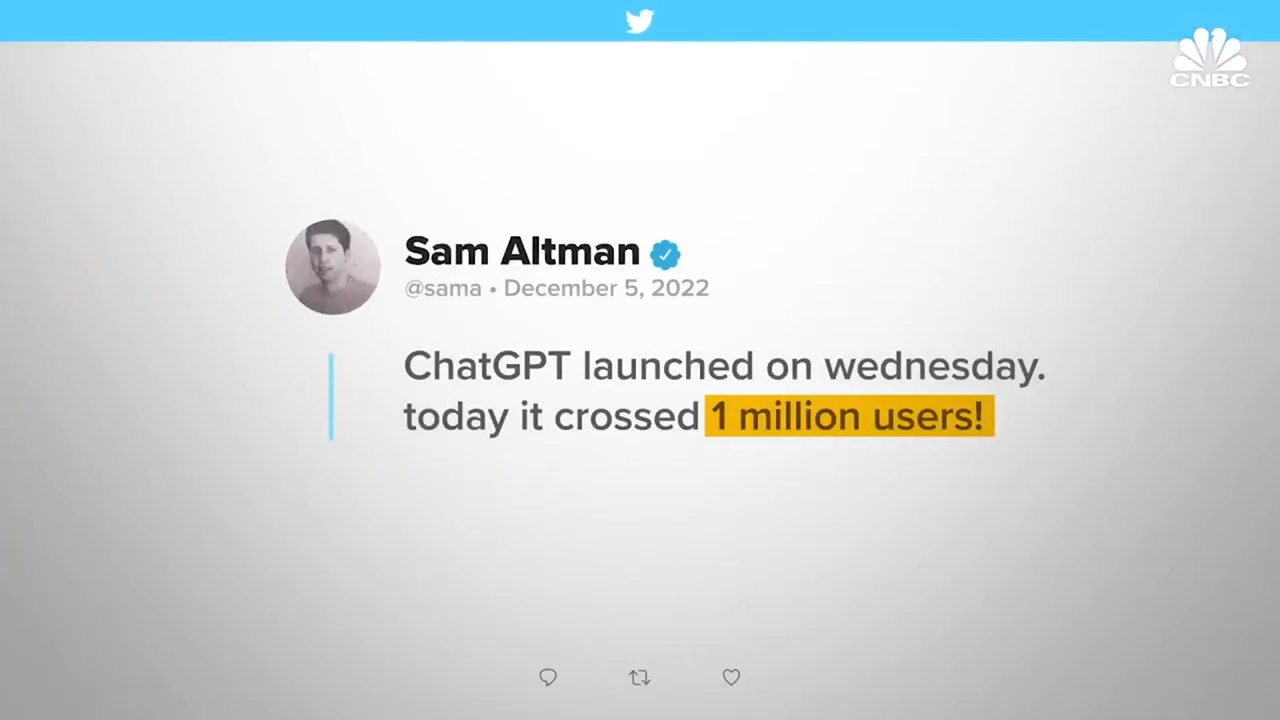 CNBC
Sam Altman
@sama • December 5, 2022
ChatGPT launched on wednesday.
today it crossed 1 million users!